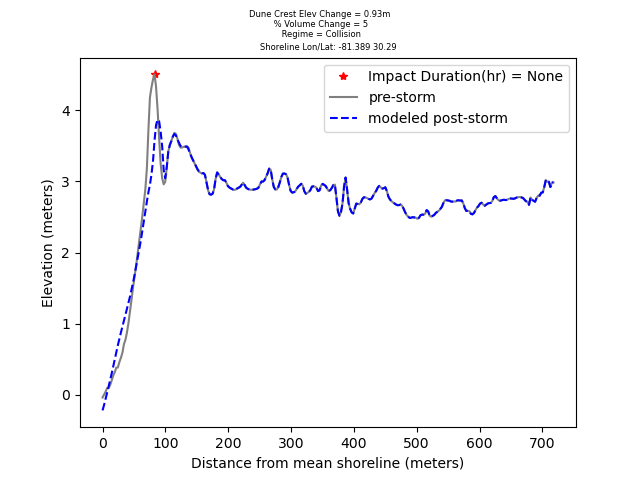 Dune Crest Elev Change = 0.93m
% Volume Change = 5
Regime = Collision
Shoreline Lon/Lat: -81.389 30.29
Impact Duration(hr) = None
pre-storm
modeled post-storm
Elevation (meters)
4
3
2
1
0
0 100 200 300 400 500 600 700
Distance from mean shoreline (meters)